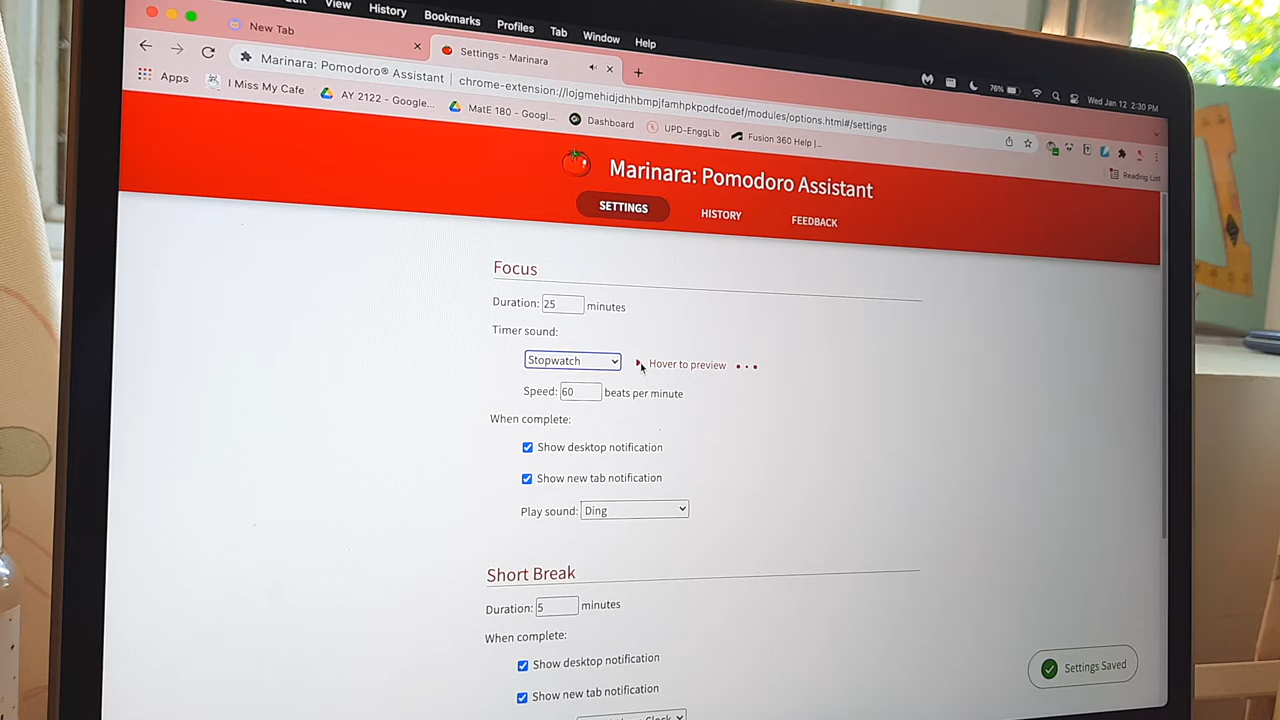 View History Bookmarks Profiles Tab Window Help
76% Wed Jan 12 2:30 PM
New Tab
Settings - Marinara
Marinara: Pomodoro® Assistant | chrome-extension://lojgmehidjdhhbmpjfamhpkpodfcodef/modules/options.html#/settings
Apps I Miss My Cafe AY 2122 - Google... MatE 180 - Googl... Dashboard UPD-EnggLib Fusion 360 Help |... Reading List
Marinara: Pomodoro Assistant
SETTINGS HISTORY FEEDBACK
Focus
Duration: 25 minutes
Timer sound:
Stopwatch Hover to preview
Speed: 60 beats per minute
When complete:
Show desktop notification
Show new tab notification
Play sound: Ding
Short Break
Duration: 5 minutes
When complete:
Show desktop notification
Show new tab notification
Settings Saved